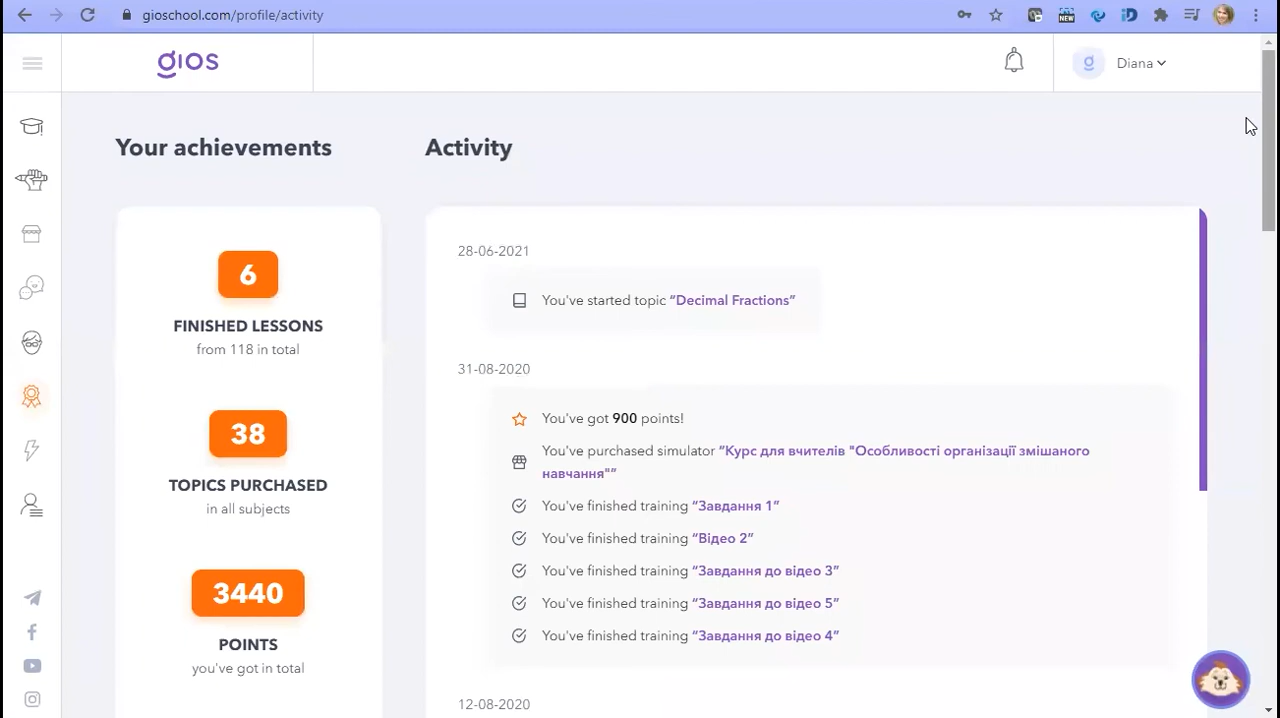 gioschool.com/profile/activity
NEW
gios
g
Diana
Your achievements
Activity
6
FINISHED LESSONS
from 118 in total
38
TOPICS PURCHASED
in all subjects
3440
POINTS
you've got in total
28-06-2021
You've started topic “Decimal Fractions”
31-08-2020
You've got 900 points!
You've purchased simulator ”Курс для вчителів "Особливості організації змішаного
навчання"”
You've finished training “Завдання 1”
You've finished training “Відео 2”
You've finished training “Завдання до відео 3”
You've finished training “Завдання до відео 5”
You've finished training “Завдання до відео 4”
12-08-2020